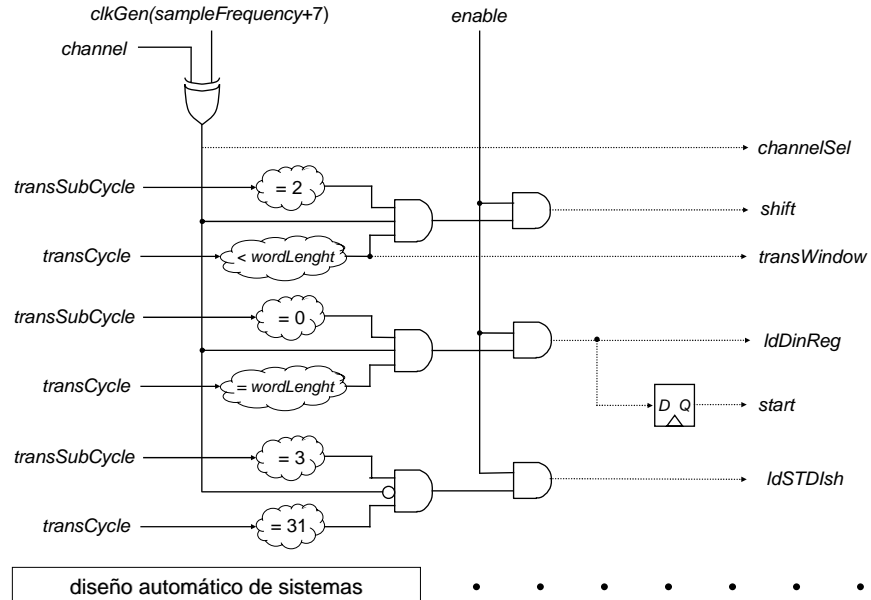 clkGen(sampleFrequency+7)
enable
channel
channelSel
transSubCycle
= 2
shift
transCycle
< wordLenght
transWindow
transSubCycle
= 0
ldDinReg
transCycle
= wordLenght
D Q
start
transSubCycle
= 3
ldSTDIsh
transCycle
= 31
diseño automático de sistemas